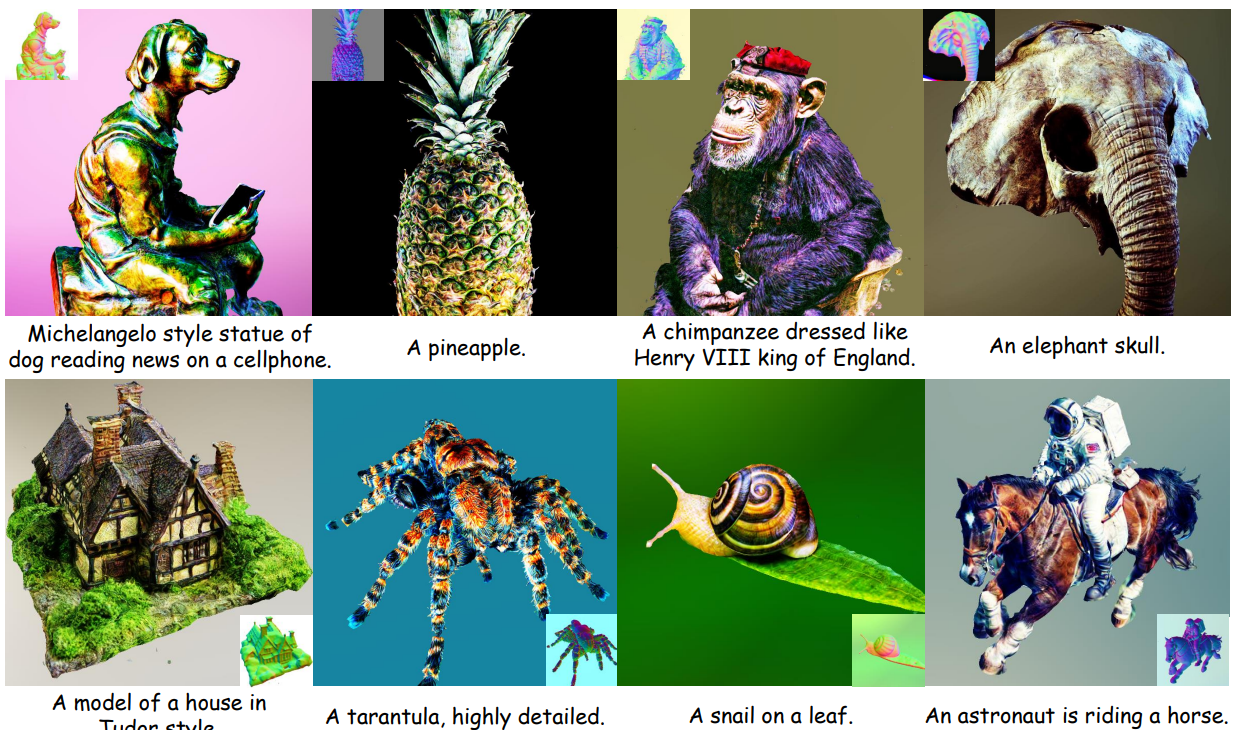 Michelangelo style statue of
dog reading news on a cellphone.
A pineapple.
A chimpanzee dressed like
Henry VIII king of England.
An elephant skull.
A model of a house in
Tudor style
A tarantula, highly detailed.
A snail on a leaf.
An astronaut is riding a horse.